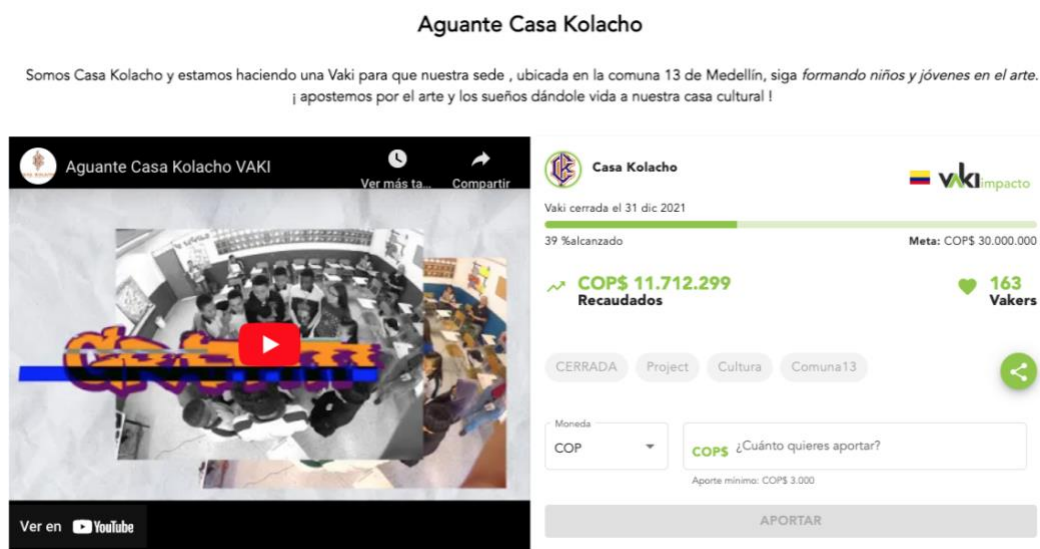 Aguante Casa Kolacho
Somos Casa Kolacho y estamos haciendo una Vaki para que nuestra sede , ubicada en la comuna 13 de Medellín, siga formando niños y jóvenes en el arte.
¡ apostemos por el arte y los sueños dándole vida a nuestra casa cultural !
Aguante Casa Kolacho VAKI
Ver más ta...
Compartir
Ver en YouTube
Casa Kolacho
vaki impacto
Vaki cerrada el 31 dic 2021
39 %alcanzado
Meta: COP$ 30.000.000
COP$ 11.712.299
Recaudados
163
Vakers
CERRADA
Project
Cultura
Comuna13
Moneda
COP
COP$ ¿Cuánto quieres aportar?
Aporte mínimo: COP$ 3.000
APORTAR